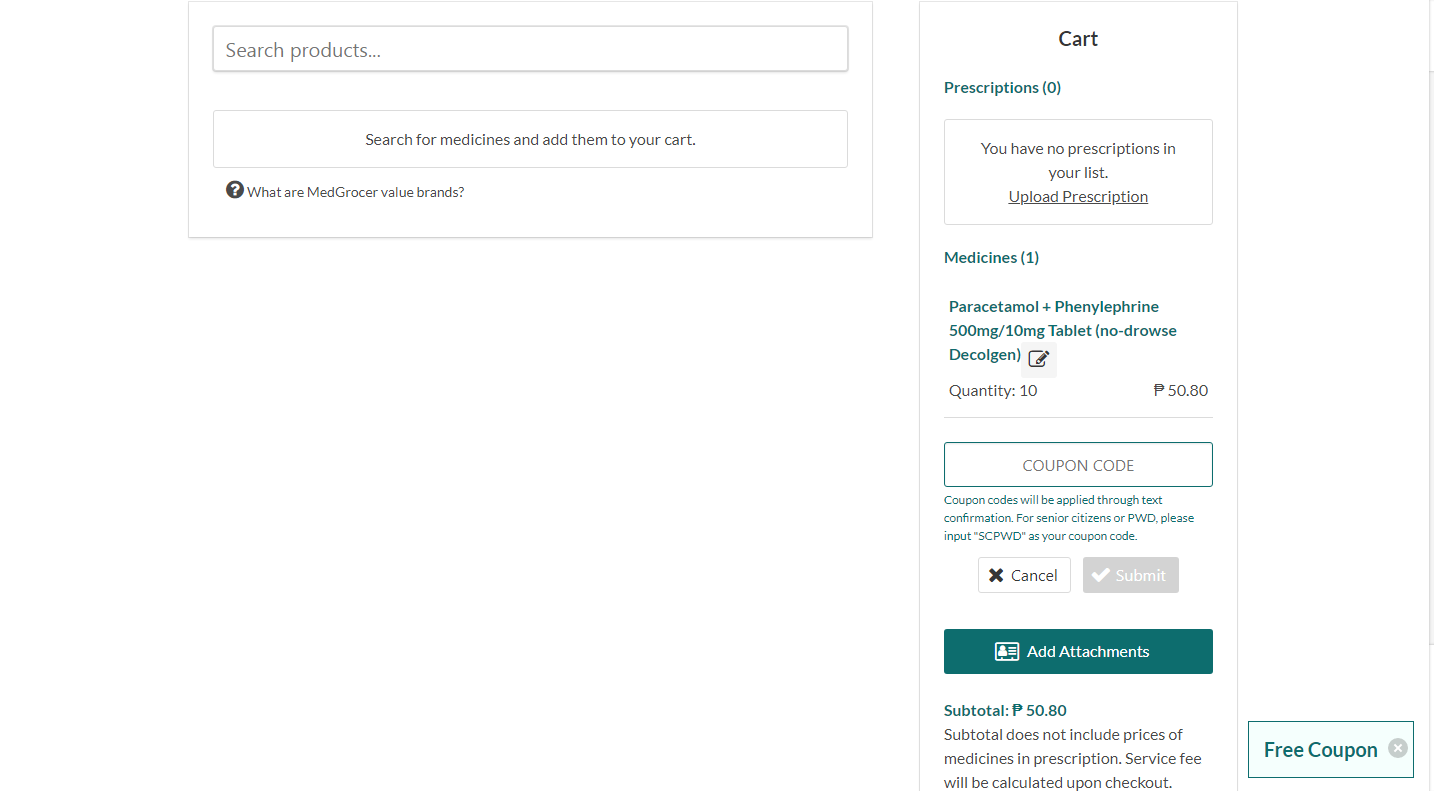 Search products...
Search for medicines and add them to your cart.
What are MedGrocer value brands?
Cart
Prescriptions (0)
You have no prescriptions in
your list.
Upload Prescription
Medicines (1)
Paracetamol + Phenylephrine
500mg/10mg Tablet (no-drowse
Decolgen)
Quantity: 10 ₱ 50.80
COUPON CODE
Coupon codes will be applied through text
confirmation. For senior citizens or PWD, please
input "SCPWD" as your coupon code.
Cancel Submit
Add Attachments
Subtotal: ₱ 50.80
Subtotal does not include prices of
medicines in prescription. Service fee
will be calculated upon checkout.
Free Coupon